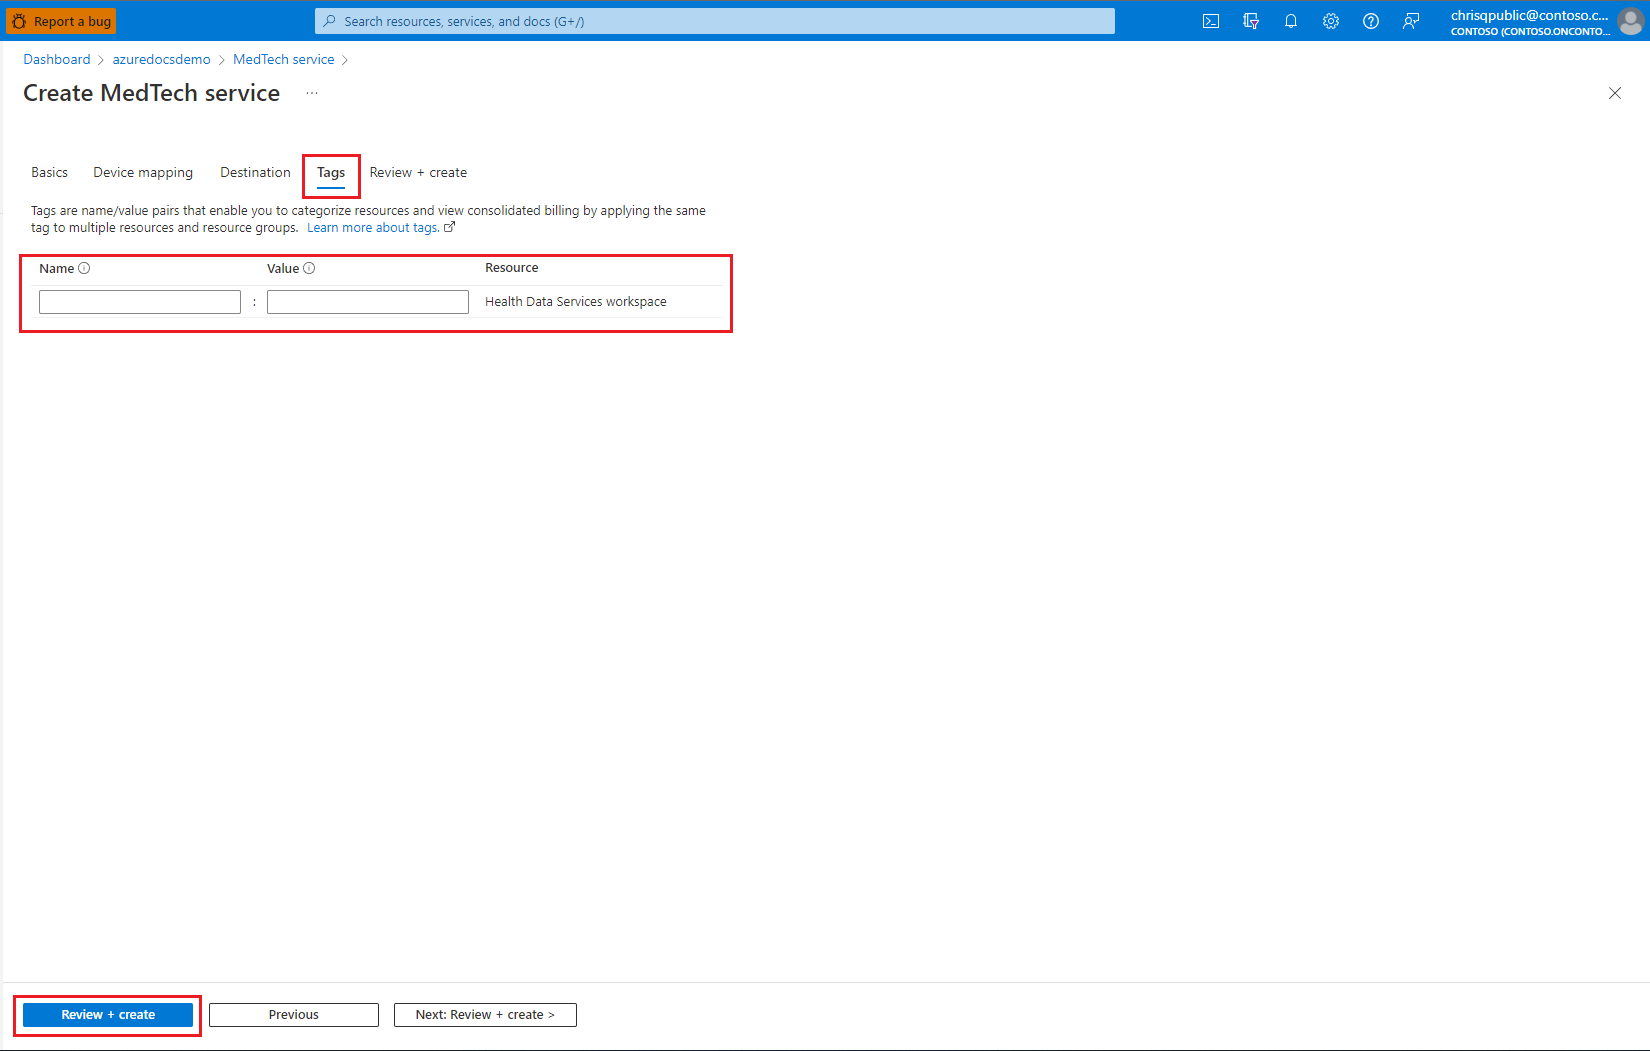 Report a bug
Search resources, services, and docs (G+/)
chrisqpublic@contoso.c...
CONTOSO (CONTOSO.ONCONTO...
Dashboard > azuredocsdemo > MedTech service >
Create MedTech service ...
Basics Device mapping Destination Tags Review + create
Tags are name/value pairs that enable you to categorize resources and view consolidated billing by applying the same
tag to multiple resources and resource groups. Learn more about tags.
Name Value Resource
: Health Data Services workspace
Review + create Previous Next: Review + create >